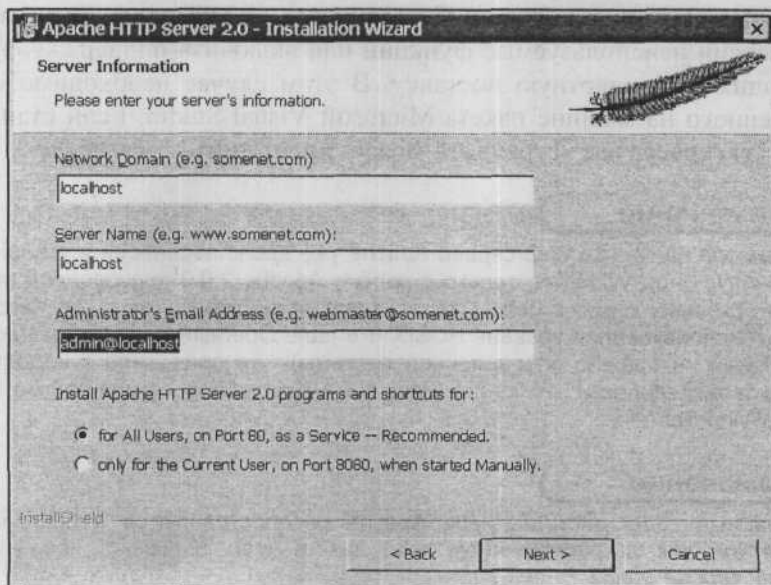 Apache HTTP Server 2.0 - Installation Wizard
Server Information
Please enter your server's information.
Network Domain (e.g. somenet.com)
localhost
Server Name (e.g. www.somenet.com):
localhost
Administrator's Email Address (e.g. webmaster@somenet.com):
admin@localhost
Install Apache HTTP Server 2.0 programs and shortcuts for:
for All Users, on Port 80, as a Service -- Recommended.
only for the Current User, on Port 8080, when started Manually.
InstallShield
< Back
Next >
Cancel